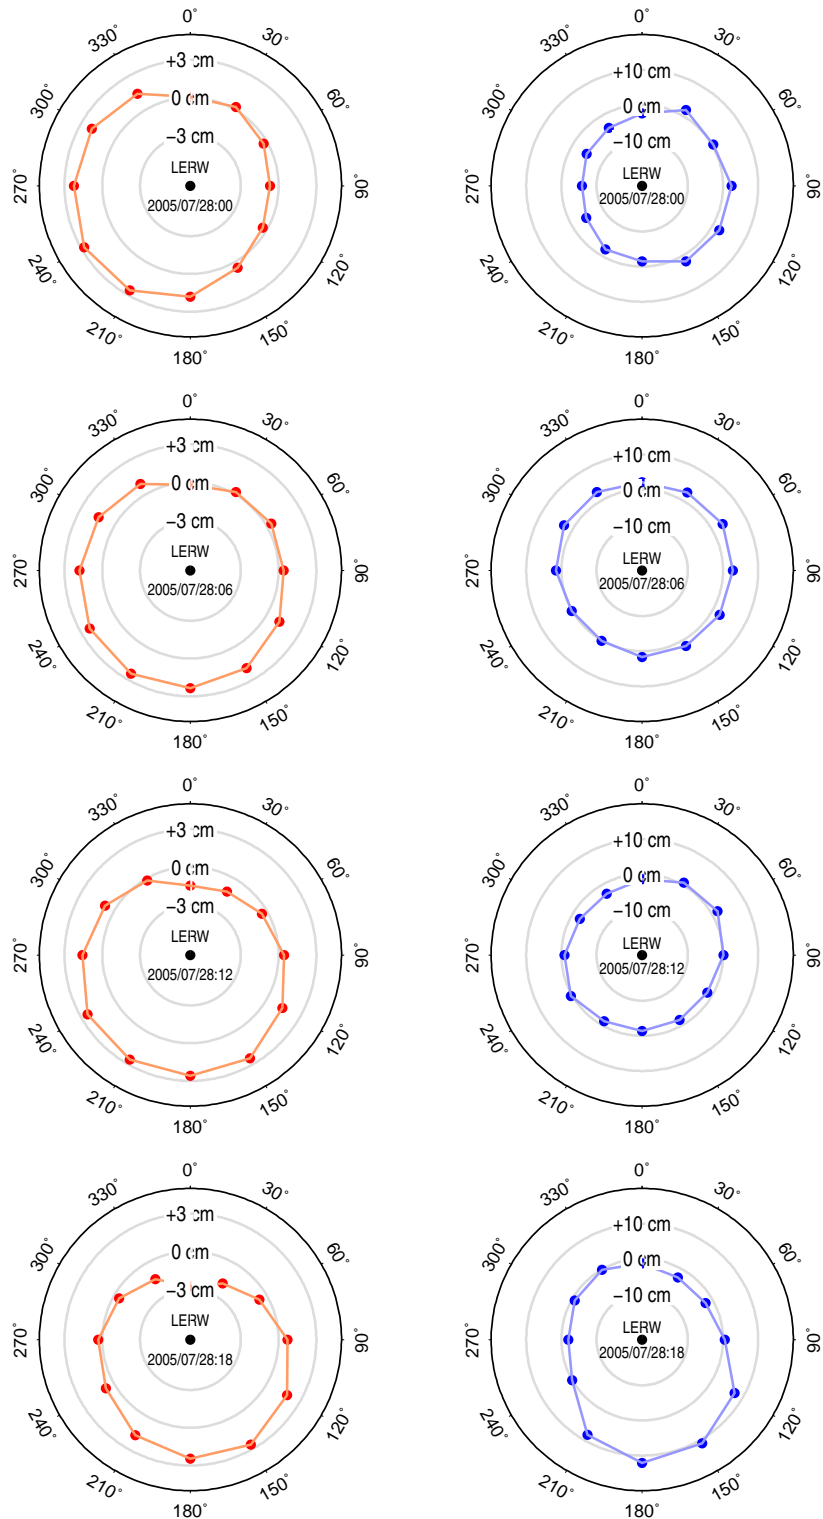 0° 0°
330° 30° 330° 30°
+3 cm +10 cm
300° 0 cm 60° 300° 0 cm 60°
−3 cm −10 cm
LERW LERW
270° 90° 270° 90°
2005/07/28:00 2005/07/28:00
240° 120° 240° 120°
210° 150° 210° 150°
180° 180°
0° 0°
330° 30° 330° 30°
+3 cm +10 cm
300° 0 cm 60° 300° 0 cm 60°
−3 cm −10 cm
LERW LERW
270° 90° 270° 90°
2005/07/28:06 2005/07/28:06
240° 120° 240° 120°
210° 150° 210° 150°
180° 180°
0° 0°
330° 30° 330° 30°
+3 cm +10 cm
300° 0 cm 60° 300° 0 cm 60°
−3 cm −10 cm
LERW LERW
270° 90° 270° 90°
2005/07/28:12 2005/07/28:12
240° 120° 240° 120°
210° 150° 210° 150°
180° 180°
0° 0°
330° 30° 330° 30°
+3 cm +10 cm
300° 0 cm 60° 300° 0 cm 60°
−3 cm −10 cm
LERW LERW
270° 90° 270° 90°
2005/07/28:18 2005/07/28:18
240° 120° 240° 120°
210° 150° 210° 150°
180° 180°